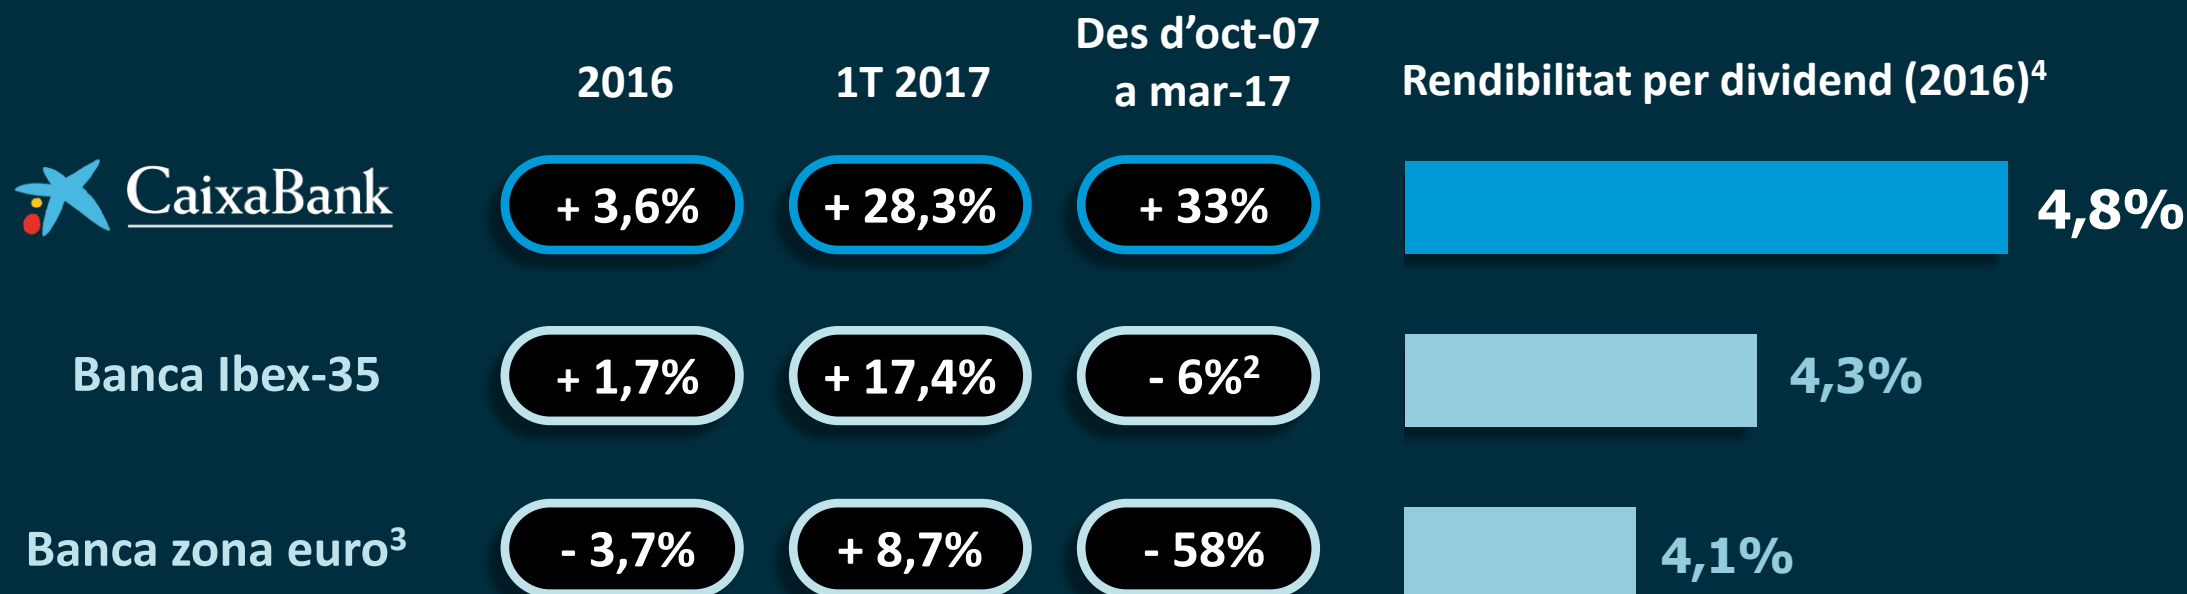 2016
1T 2017
Des d’oct-07
a mar-17
Rendibilitat per dividend (2016)⁴
CaixaBank
+ 3,6%
+ 28,3%
+ 33%
4,8%
Banca Ibex-35
+ 1,7%
+ 17,4%
- 6%²
4,3%
Banca zona euro³
- 3,7%
+ 8,7%
- 58%
4,1%